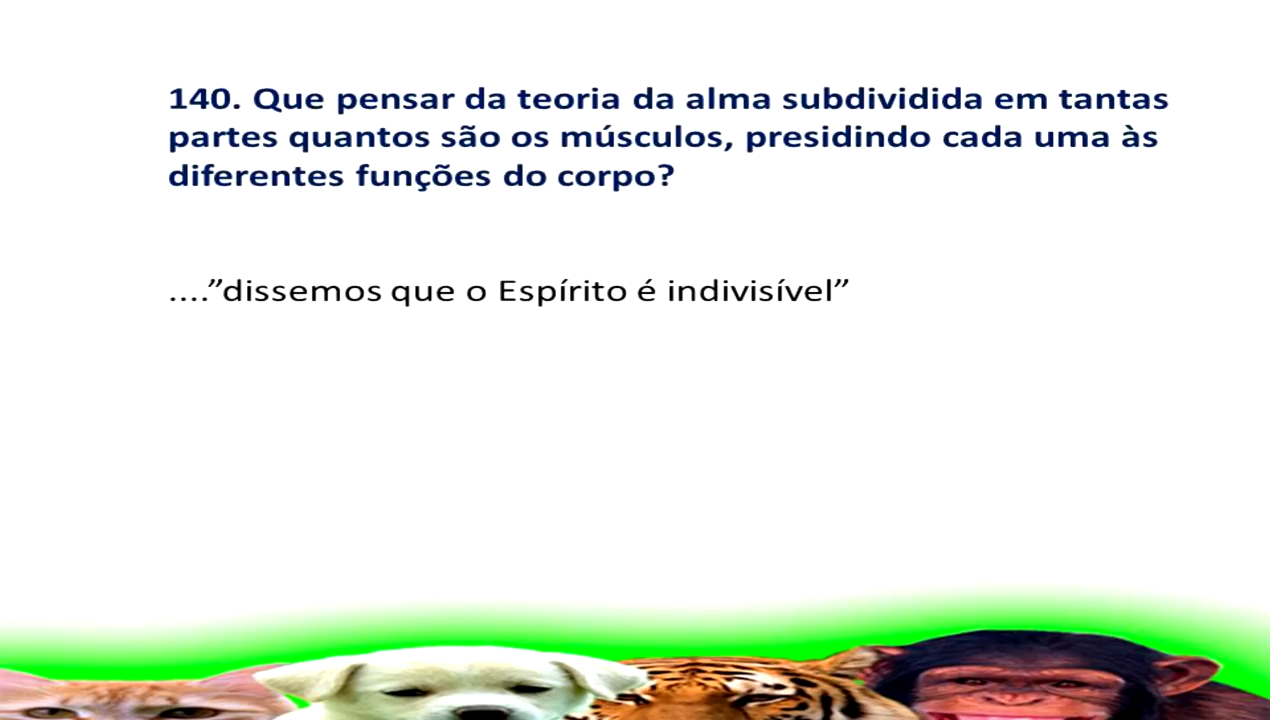 140. Que pensar da teoria da alma subdividida em tantas
partes quantos são os músculos, presidindo cada uma às
diferentes funções do corpo?
....”dissemos que o Espírito é indivisível”